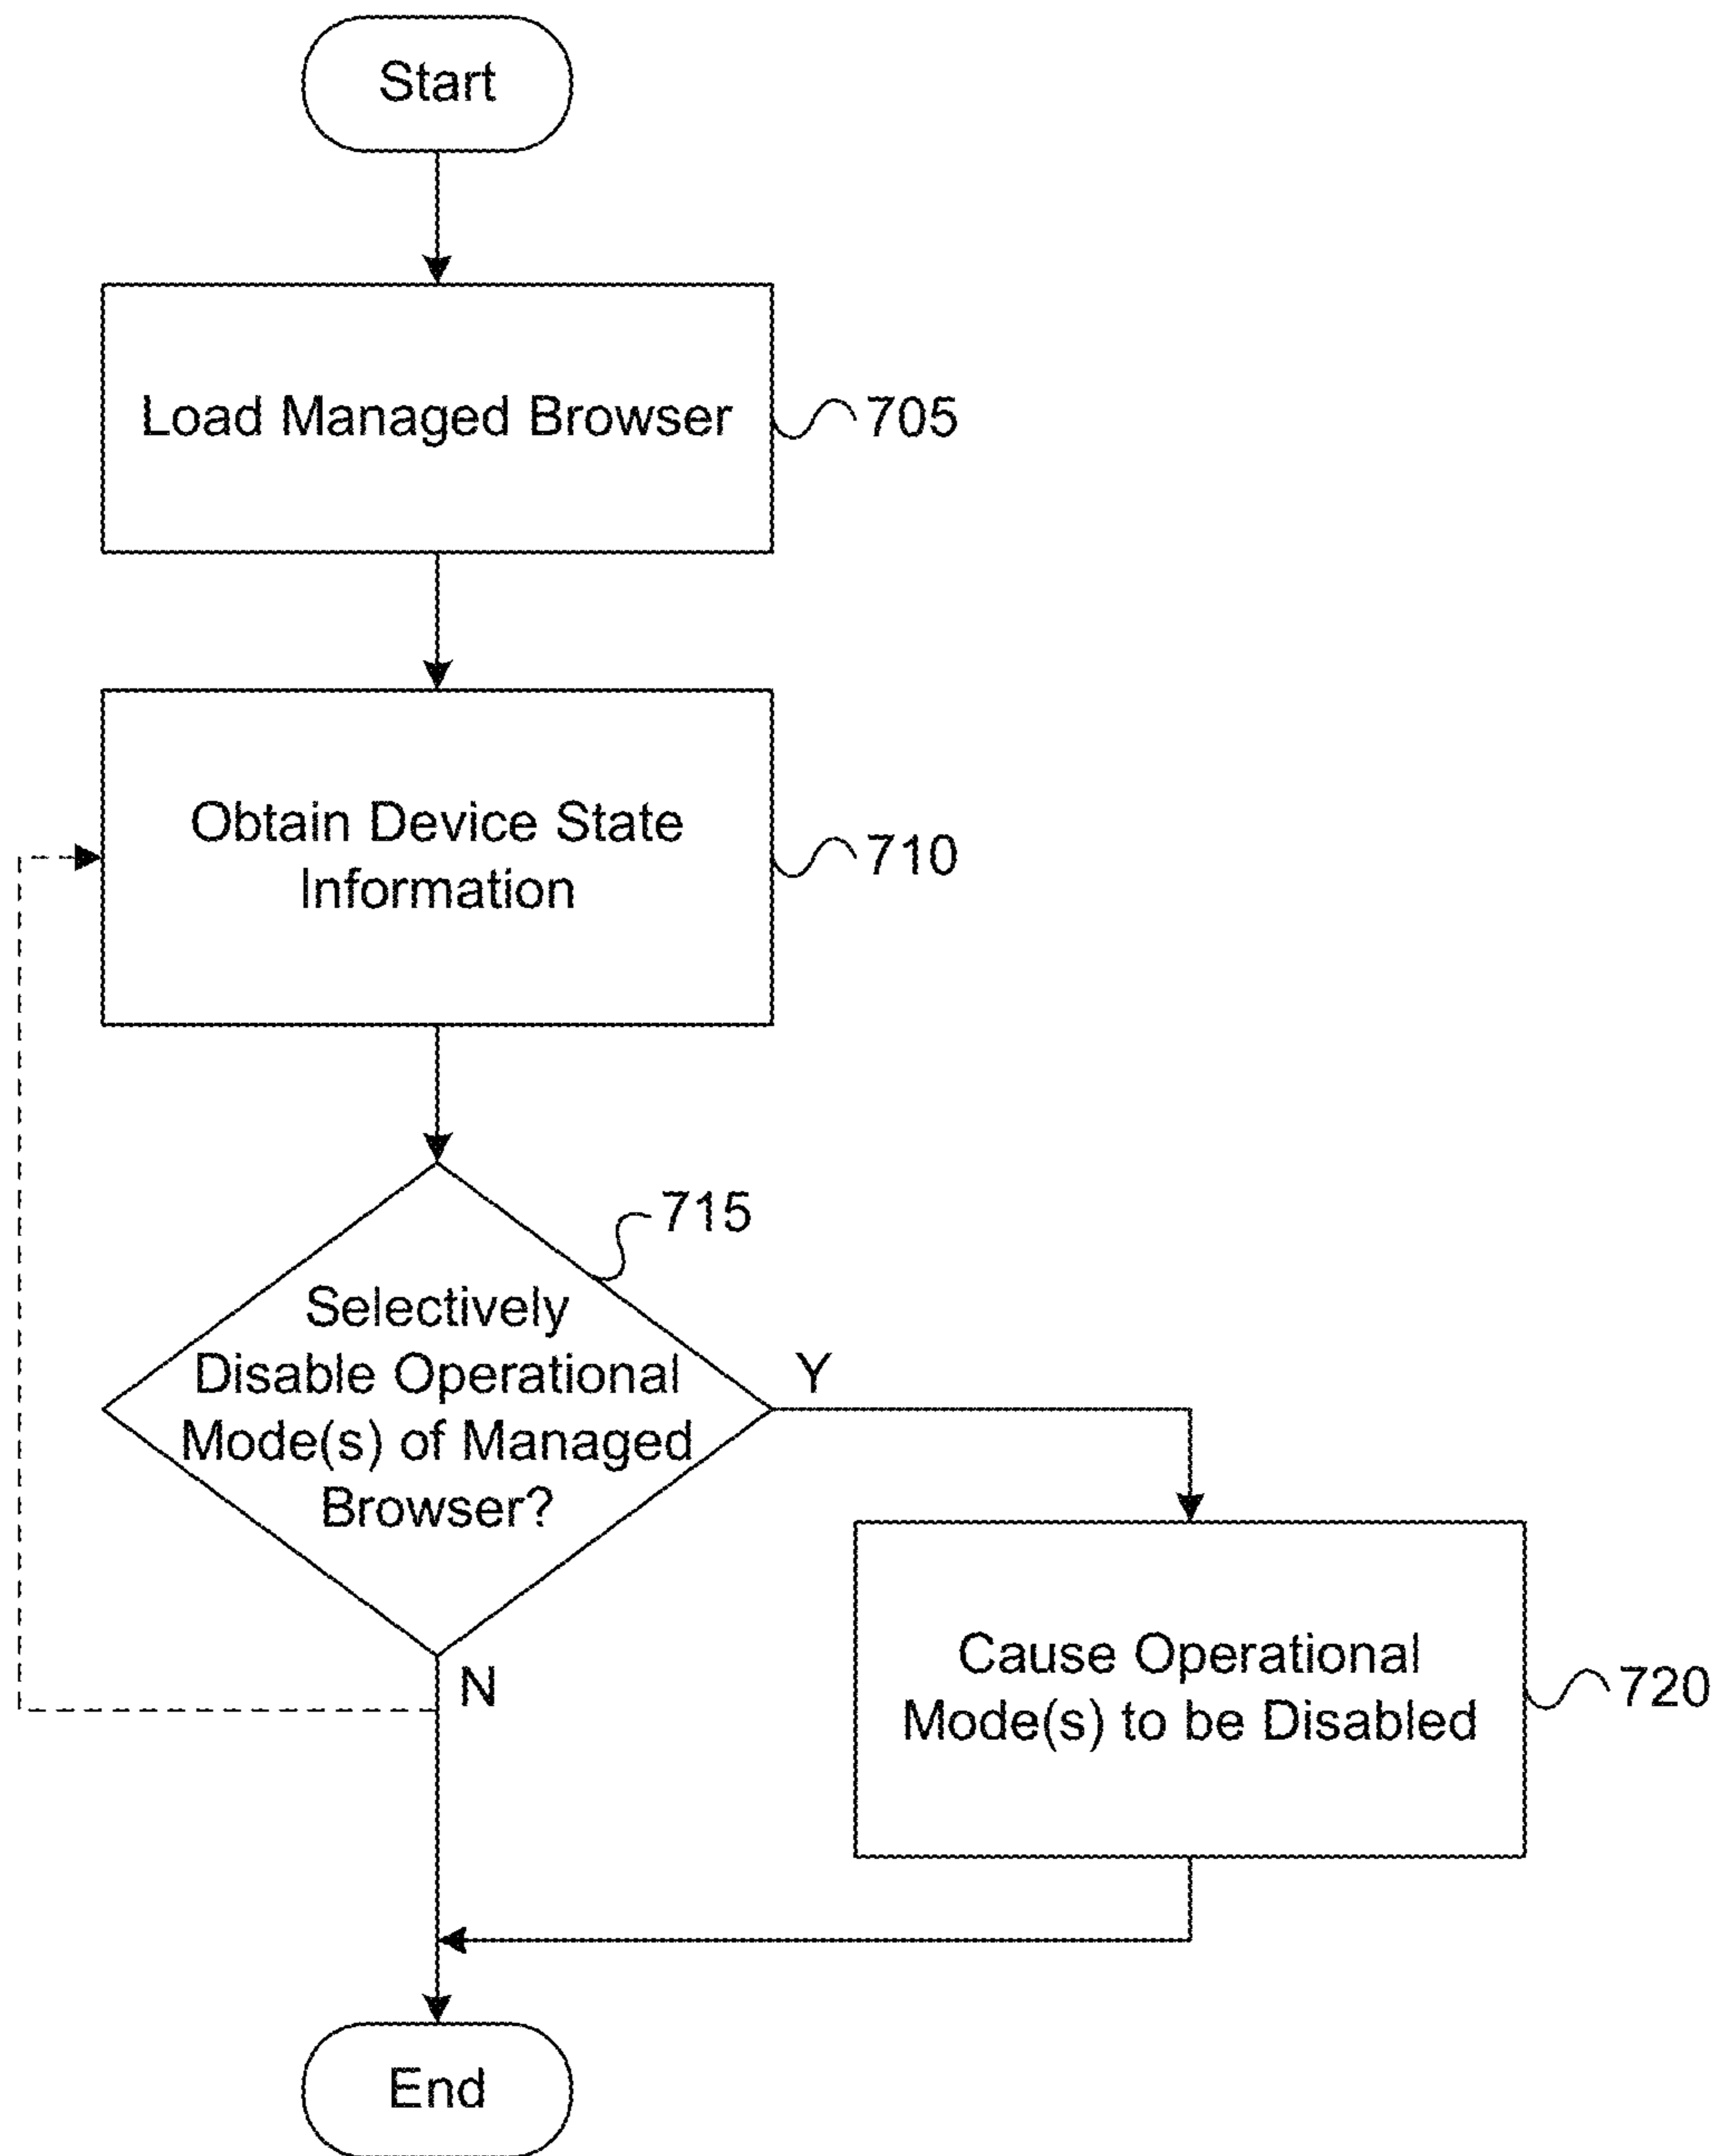 Start
Load Managed Browser
705
Obtain Device State
Information
710
715
Selectively
Disable Operational
Mode(s) of Managed
Browser?
Y
N
Cause Operational
Mode(s) to be Disabled
720
End